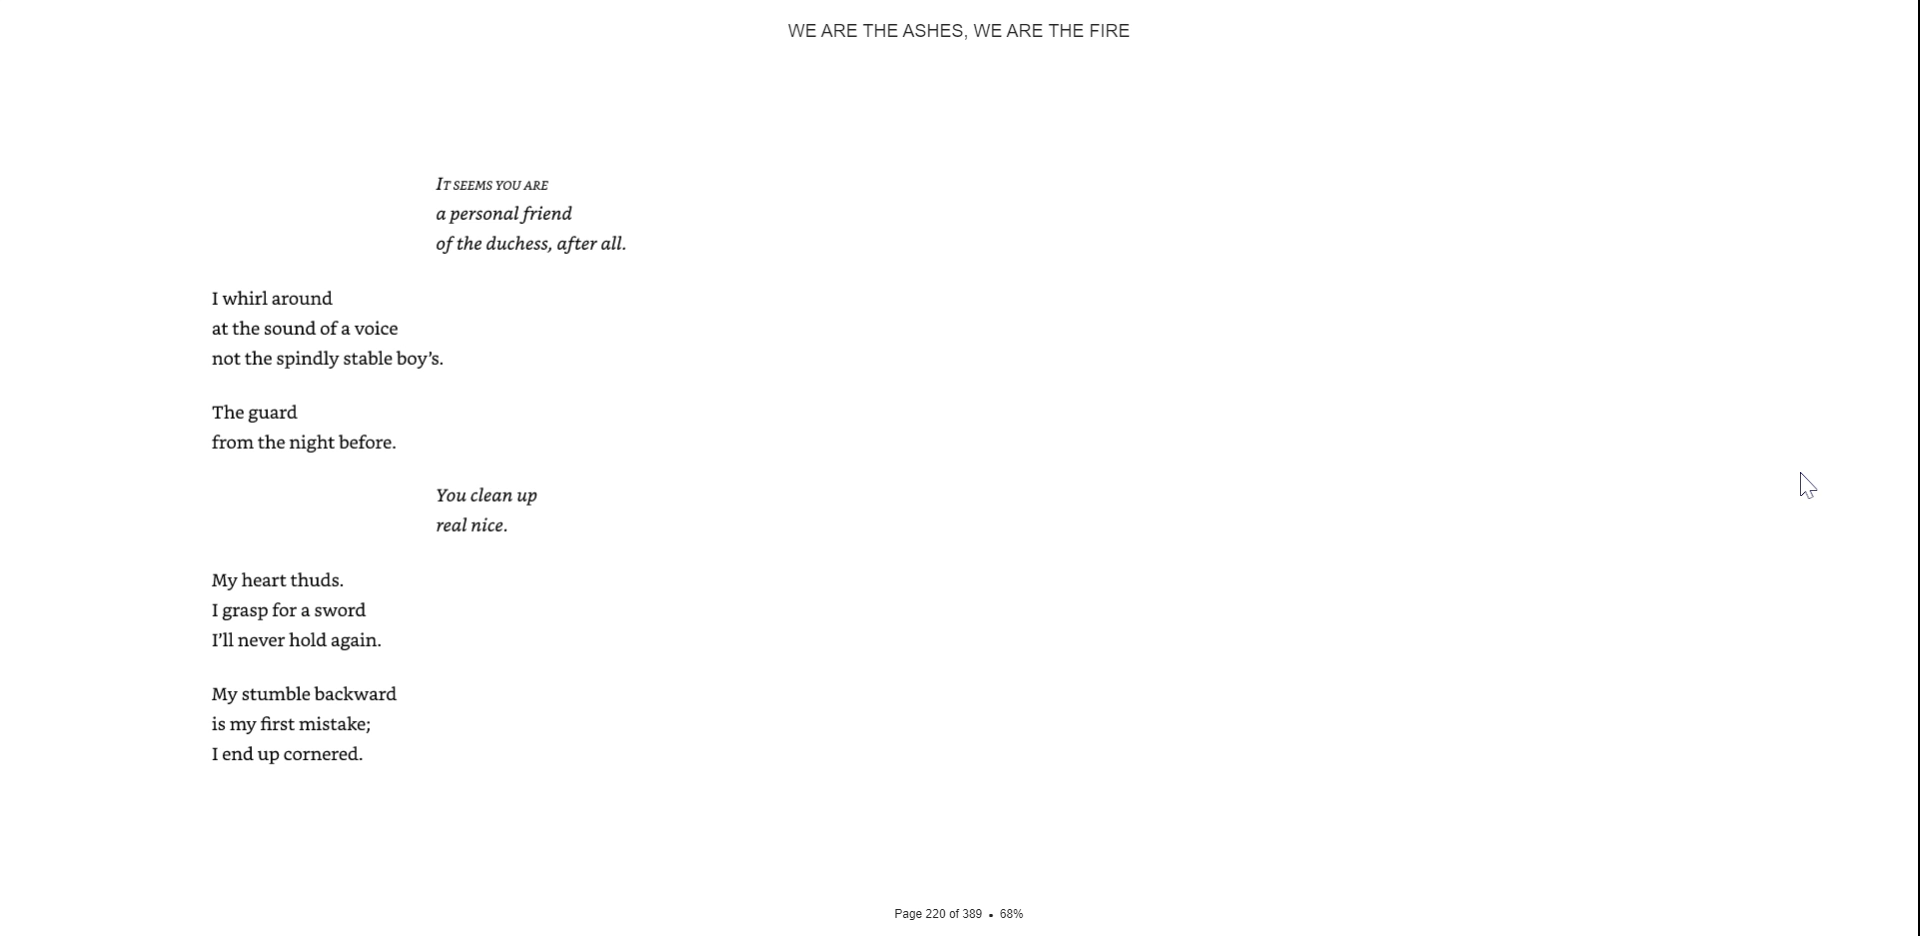 WE ARE THE ASHES, WE ARE THE FIRE
IT SEEMS YOU ARE
a personal friend
of the duchess, after all.
I whirl around
at the sound of a voice
not the spindly stable boy’s.
The guard
from the night before.
You clean up
real nice.
My heart thuds.
I grasp for a sword
I’ll never hold again.
My stumble backward
is my first mistake;
I end up cornered.
Page 220 of 389 • 68%